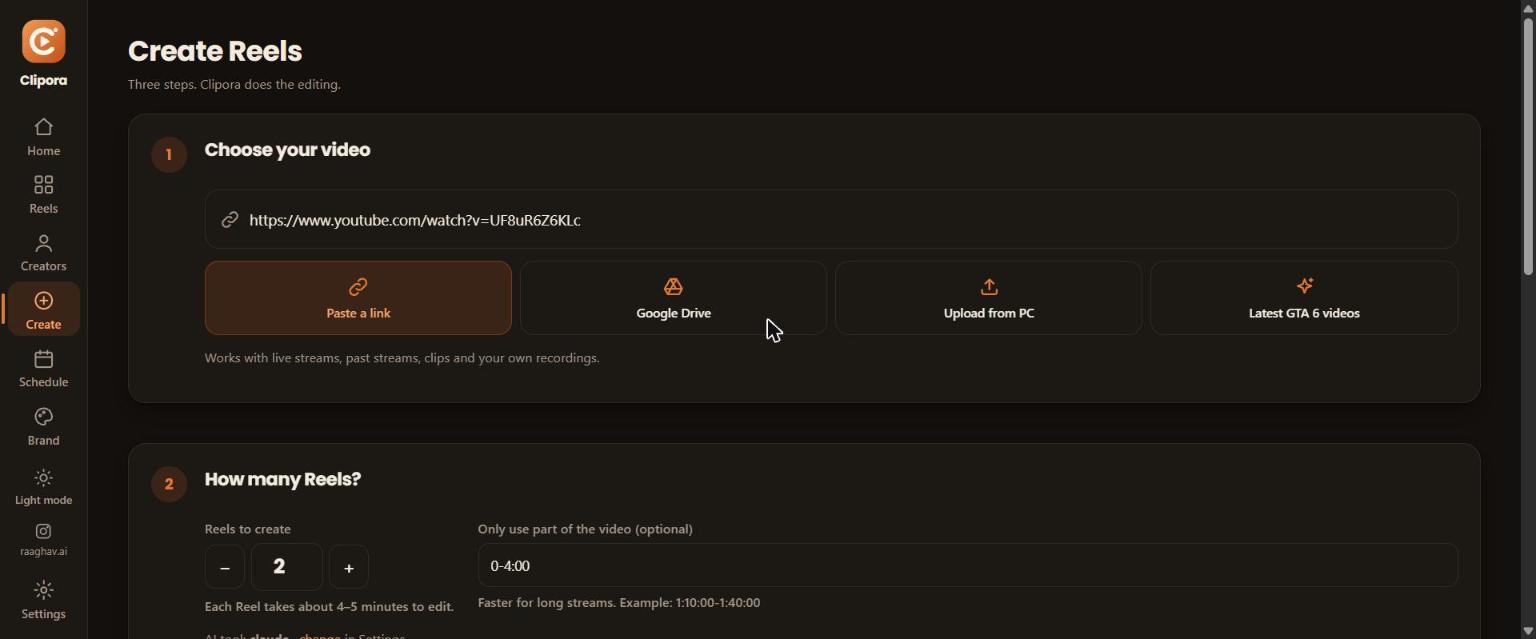 Clipora
Home
Reels
Creators
Create
Schedule
Brand
Light mode
raaghav.ai
Settings
Create Reels
Three steps. Clipora does the editing.
1
Choose your video
https://www.youtube.com/watch?v=UF8uR6Z6KLc
Paste a link
Google Drive
Upload from PC
Latest GTA 6 videos
Works with live streams, past streams, clips and your own recordings.
2
How many Reels?
Reels to create
Only use part of the video (optional)
− 2 +
0-4:00
Each Reel takes about 4–5 minutes to edit.
Faster for long streams. Example: 1:10:00-1:40:00
change in Settings